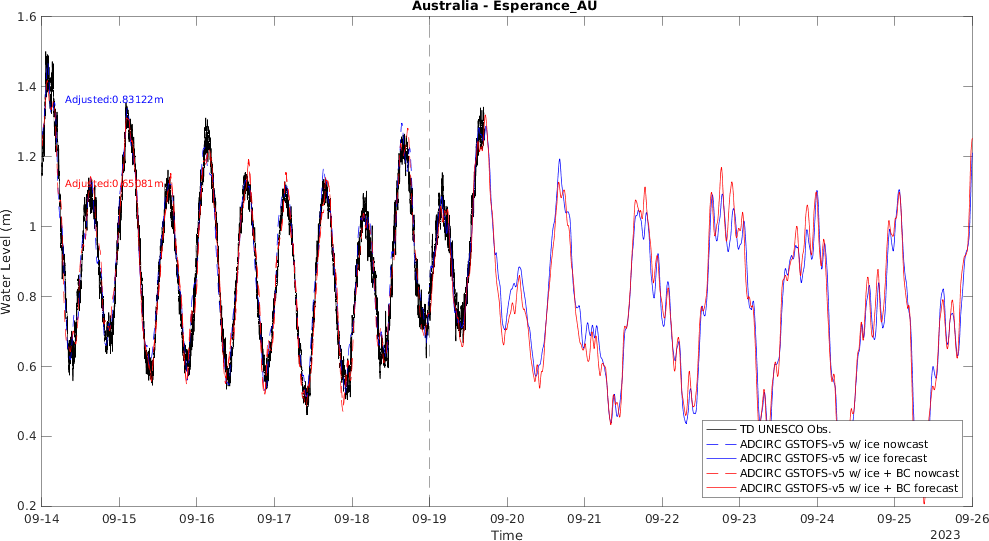 Australia - Esperance_AU
1.6
1.4
1.2
1
0.8
0.6
0.4
0.2
Water Level (m)
Adjusted:0.83122m
Adjusted:0.65081m
TD UNESCO Obs.
ADCIRC GSTOFS-v5 w/ ice nowcast
ADCIRC GSTOFS-v5 w/ ice forecast
ADCIRC GSTOFS-v5 w/ ice + BC nowcast
ADCIRC GSTOFS-v5 w/ ice + BC forecast
09-14 09-15 09-16 09-17 09-18 09-19 09-20 09-21 09-22 09-23 09-24 09-25 09-26
Time
2023